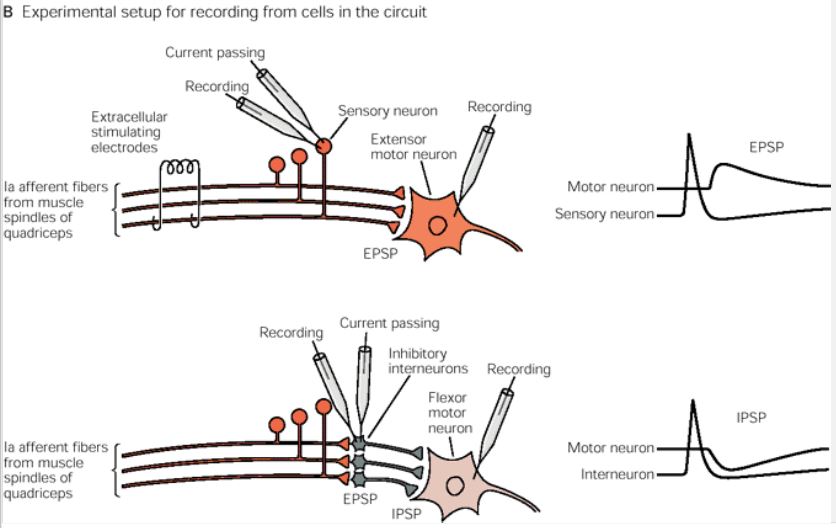 B Experimental setup for recording from cells in the circuit
Current passing
Recording
Extracellular
stimulating
electrodes
Sensory neuron
Recording
Extensor
motor neuron
Ia afferent fibers
from muscle
spindles of
quadriceps
EPSP
EPSP
Motor neuron
Sensory neuron
Recording
Current passing
Inhibitory
interneurons
Recording
Flexor
motor
neuron
Ia afferent fibers
from muscle
spindles of
quadriceps
EPSP
IPSP
IPSP
Motor neuron
Interneuron